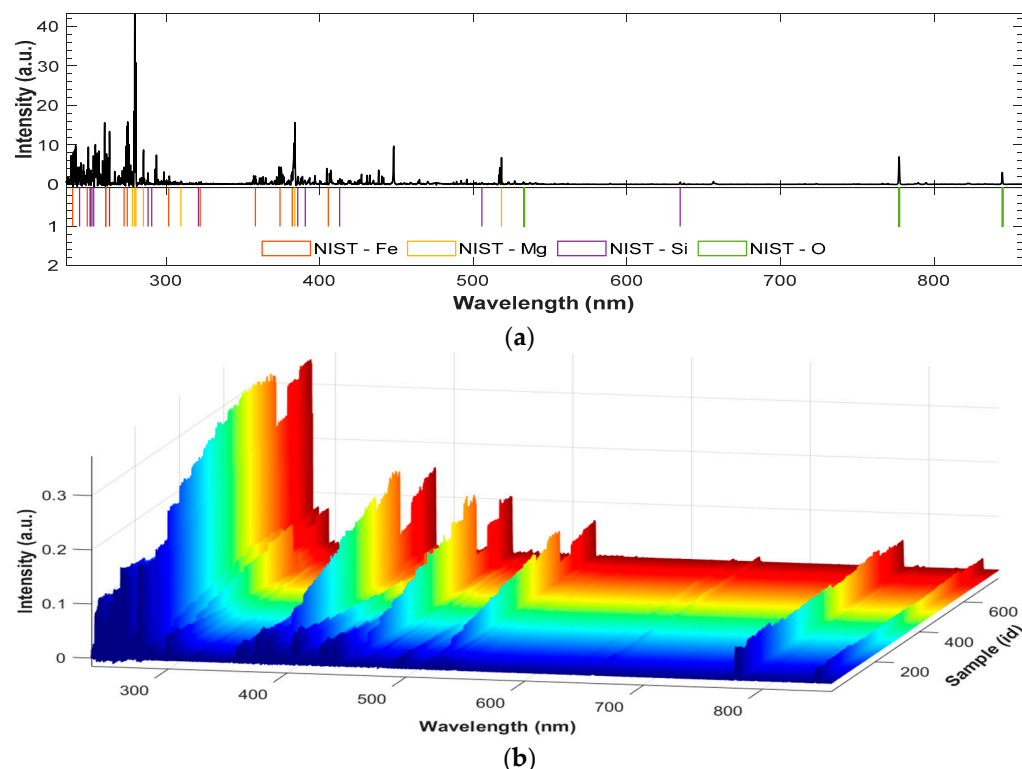 40
30
20
10
0
Intensity (a.u.)
1
2
NIST - Fe NIST - Mg NIST - Si NIST - O
300 400 500 600 700 800
Wavelength (nm)
(a)
0.3
0.2
0.1
0
Intensity (a.u.)
600
400
200
Sample (id)
300 400 500 600 700 800
Wavelength (nm)
(b)